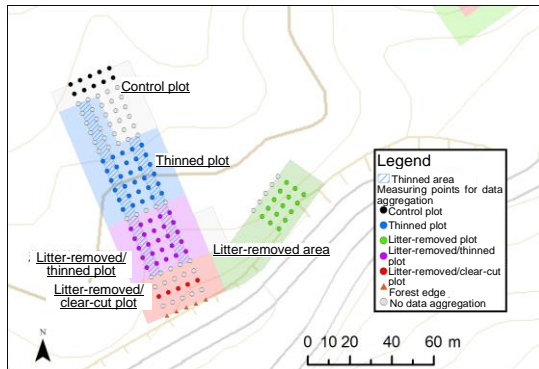 Control plot
Thinned plot
Litter-removed/
thinned plot
Litter-removed area
Litter-removed/
clear-cut plot
Legend
Thinned area
Measuring points for data
aggregation
Control plot
Thinned plot
Litter-removed plot
Litter-removed/thinned
plot
Litter-removed/clear-cut
plot
Forest edge
No data aggregation
N
0 10 20 40 60 m